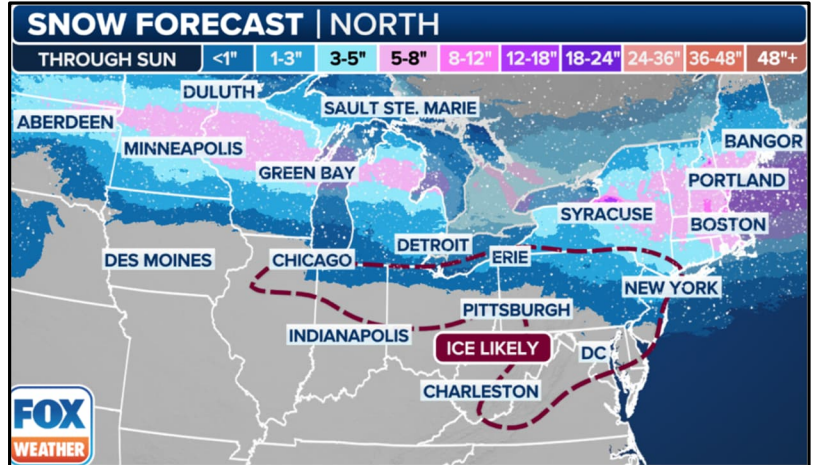 SNOW FORECAST | NORTH
THROUGH SUN <1" 1-3" 3-5" 5-8" 8-12" 12-18" 18-24" 24-36" 36-48" 48"+
DULUTH
SAULT STE. MARIE
ABERDEEN
BANGOR
MINNEAPOLIS
GREEN BAY
PORTLAND
SYRACUSE
BOSTON
DETROIT
DES MOINES
CHICAGO
ERIE
NEW YORK
PITTSBURGH
INDIANAPOLIS
ICE LIKELY
DC
CHARLESTON
FOX
WEATHER